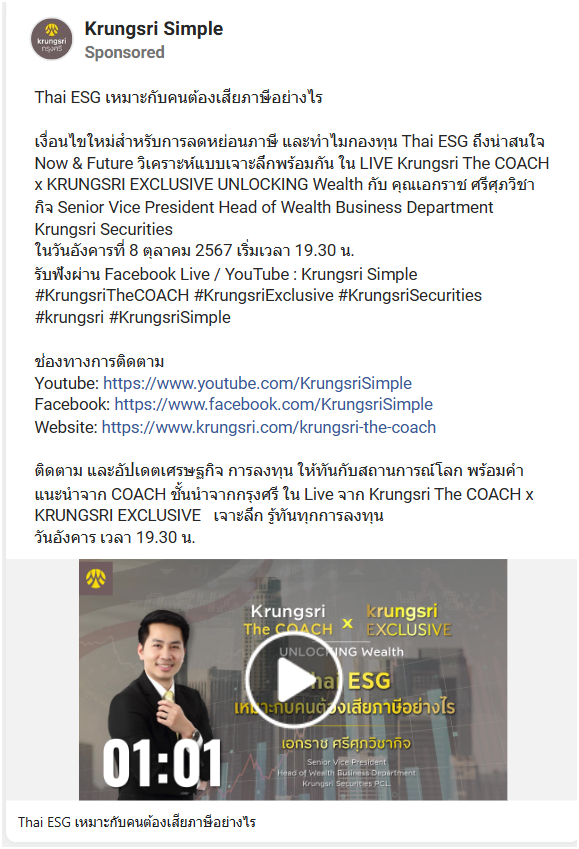 krungsri
กรุงศรี
Krungsri Simple
Sponsored
Thai ESG เหมาะกับคนต้องเสียภาษีอย่างไร
เงื่อนไขใหม่สำหรับการลดหย่อนภาษี และทำไมกองทุน Thai ESG ถึงน่าสนใจ
Now & Future วิเคราะห์แบบเจาะลึกพร้อมกัน ใน LIVE Krungsri The COACH
x KRUNGSRI EXCLUSIVE UNLOCKING Wealth กับ คุณเอกราช ศรีศุภวิชา
กิจ Senior Vice President Head of Wealth Business Department
Krungsri Securities
ในวันอังคารที่ 8 ตุลาคม 2567 เริ่มเวลา 19.30 น.
รับฟังผ่าน Facebook Live / YouTube : Krungsri Simple
#KrungsriTheCOACH #KrungsriExclusive #KrungsriSecurities
#krungsri #KrungsriSimple
ช่องทางการติดตาม
Youtube: https://www.youtube.com/KrungsriSimple
Facebook: https://www.facebook.com/KrungsriSimple
Website: https://www.krungsri.com/krungsri-the-coach
ติดตาม และอัปเดตเศรษฐกิจ การลงทุน ให้ทันกับสถานการณ์โลก พร้อมคำ
แนะนำจาก COACH ชั้นนำจากกรุงศรี ใน Live จาก Krungsri The COACH x
KRUNGSRI EXCLUSIVE เจาะลึก รู้ทันทุกการลงทุน
วันอังคาร เวลา 19.30 น.
Krungsri
The COACH x krungsri EXCLUSIVE
UNLOCKING Wealth
Thai ESG
เหมาะกับคนต้องเสียภาษีอย่างไร
เอกราช ศรีศุภวิชากิจ
Senior Vice President
Head of Wealth Business Department
Krungsri Securities PCL.
01:01
Thai ESG เหมาะกับคนต้องเสียภาษีอย่างไร